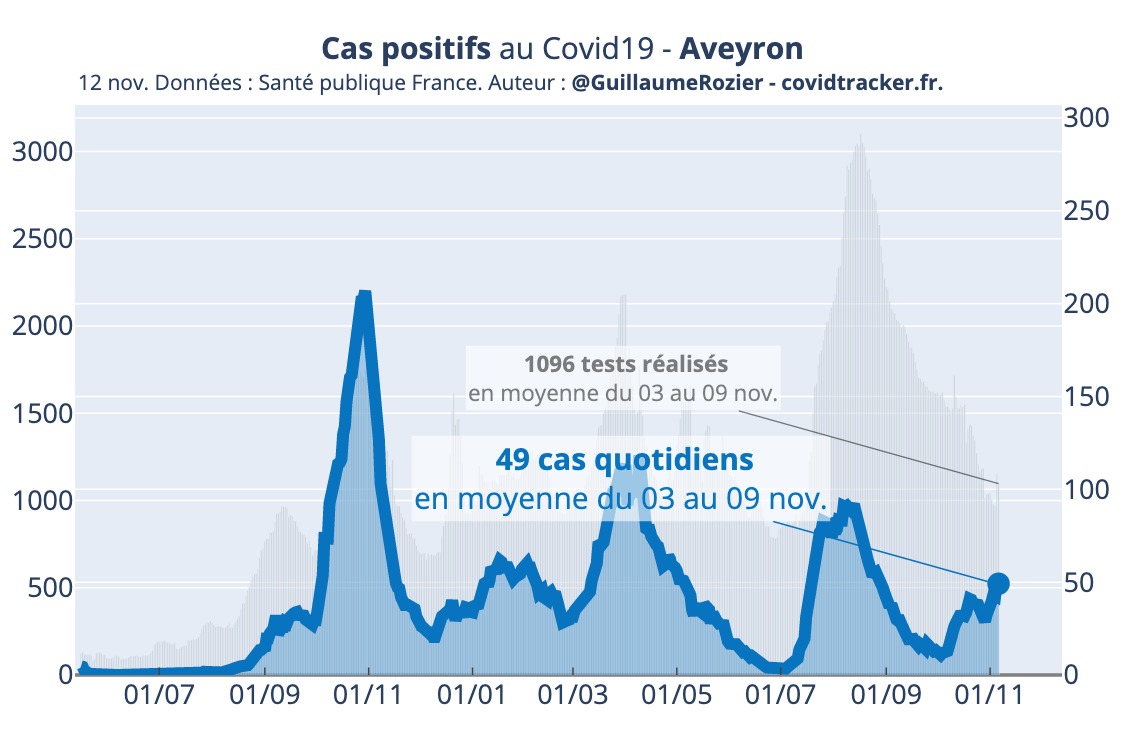 Cas positifs au Covid19 - Aveyron
12 nov. Données : Santé publique France. Auteur : @GuillaumeRozier - covidtracker.fr.
3000
2500
2000
1500
1000
500
0
300
250
200
150
100
50
0
1096 tests réalisés
en moyenne du 03 au 09 nov.
49 cas quotidiens
en moyenne du 03 au 09 nov.
01/07 01/09 01/11 01/01 01/03 01/05 01/07 01/09 01/11